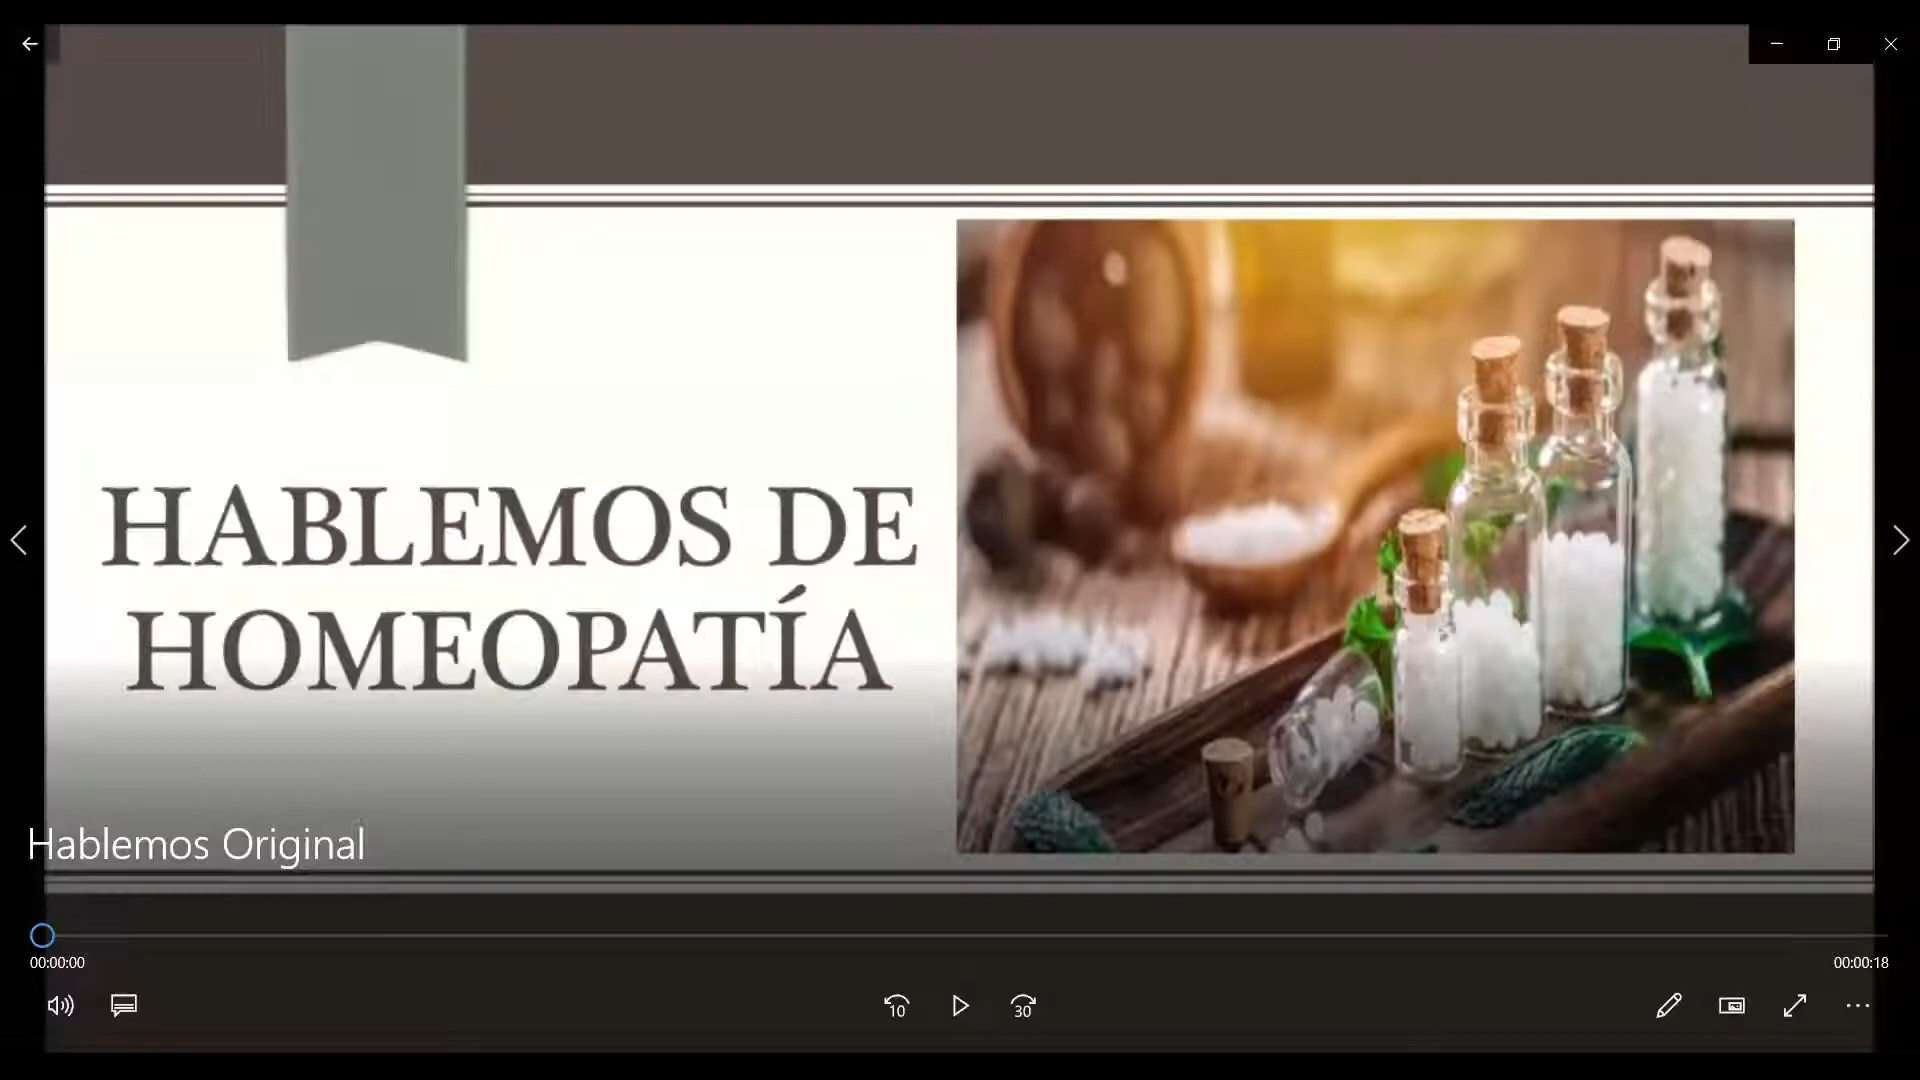 HABLEMOS DE
HOMEOPATÍA
Hablemos Original
00:00:00
00:00:18
10
30